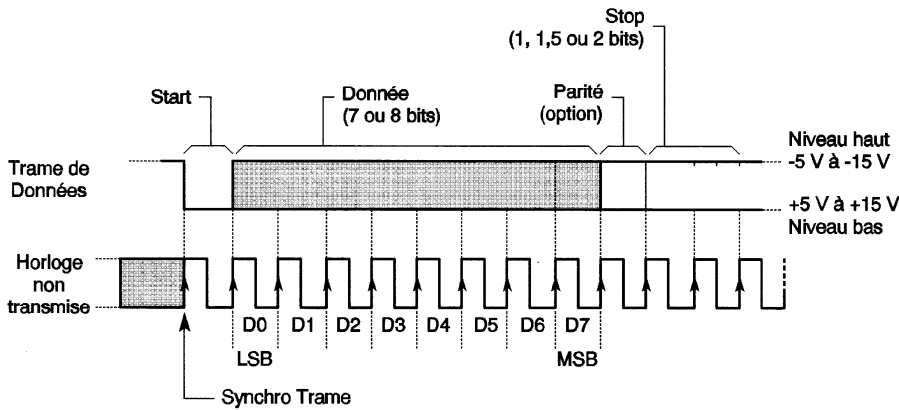 Stop
(1, 1,5 ou 2 bits)
Start
Donnée
(7 ou 8 bits)
Parité
(option)
Trame de
Données
Niveau haut
-5 V à -15 V
+5 V à +15 V
Niveau bas
Horloge
non
transmise
D0 D1 D2 D3 D4 D5 D6 D7
LSB MSB
Synchro Trame